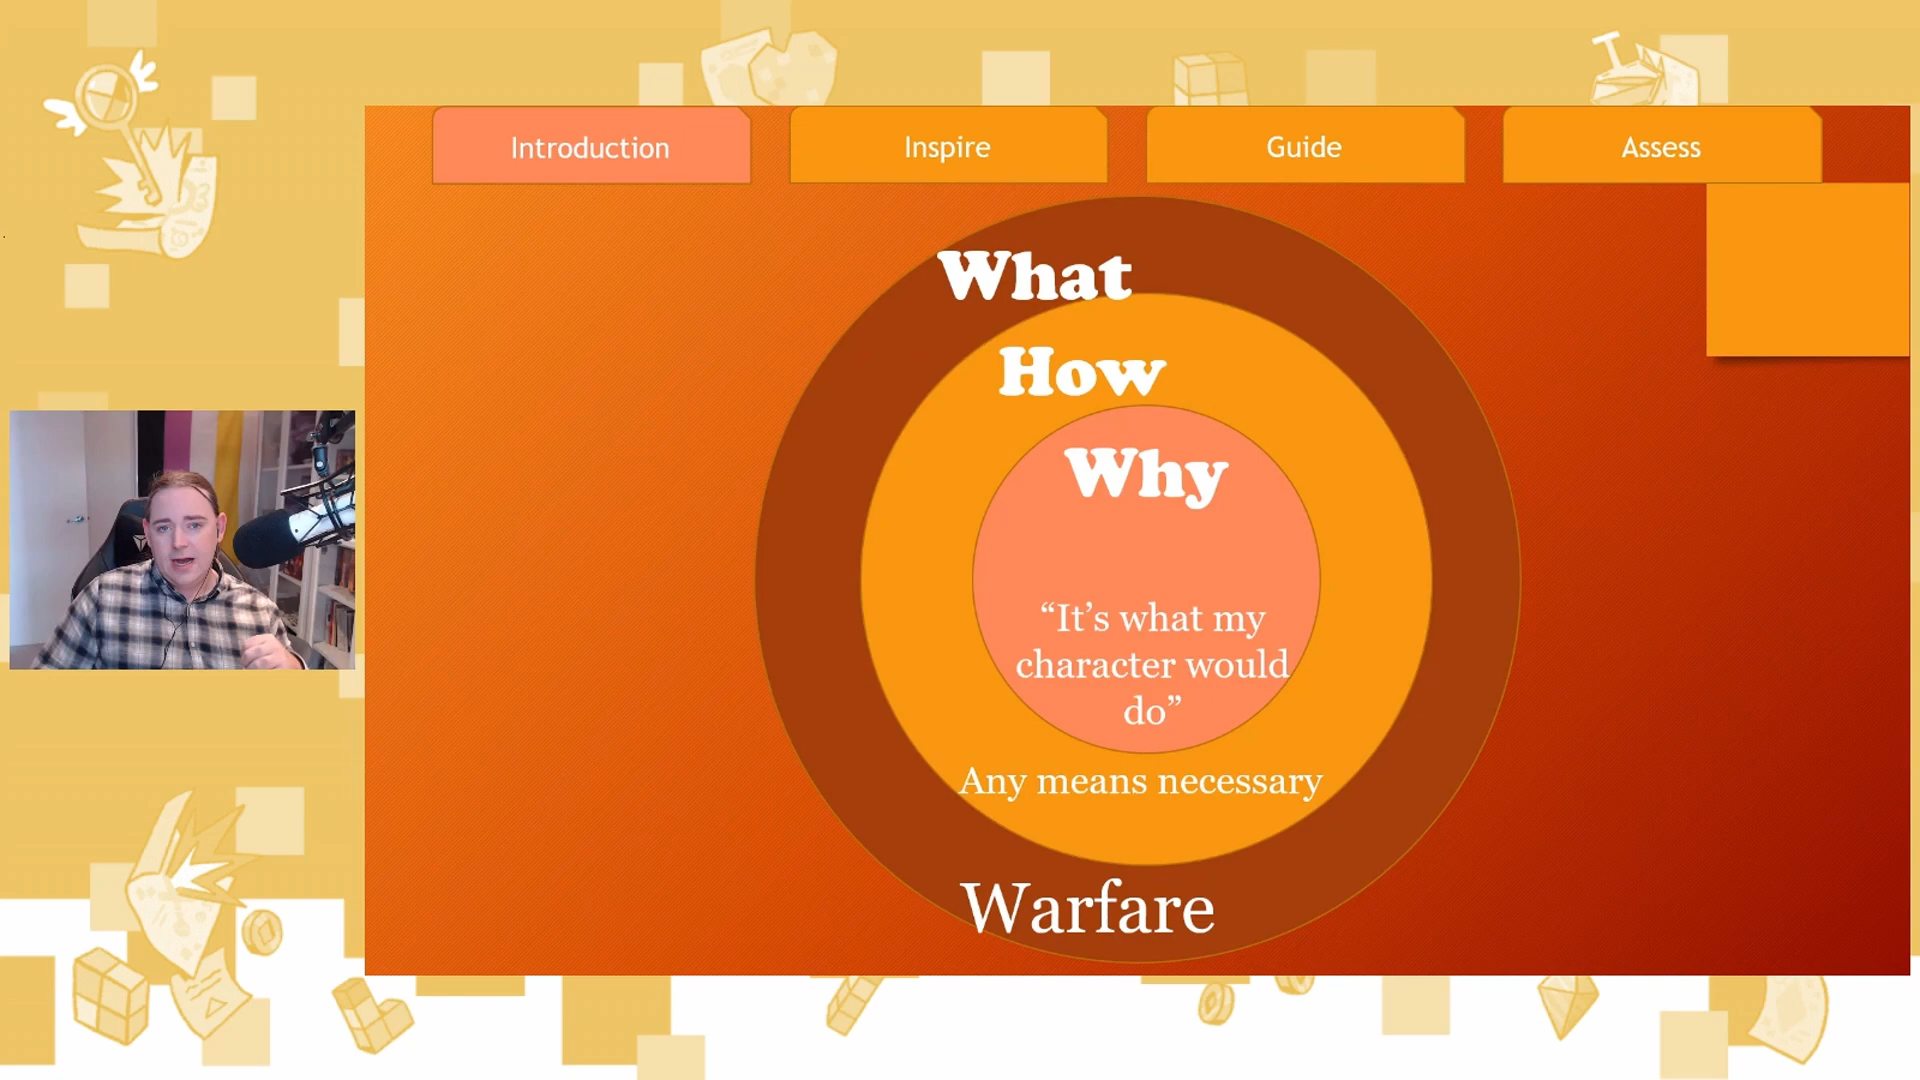 Introduction
Inspire
Guide
Assess
What
How
Why
“It’s what my
character would
do”
Any means necessary
Warfare